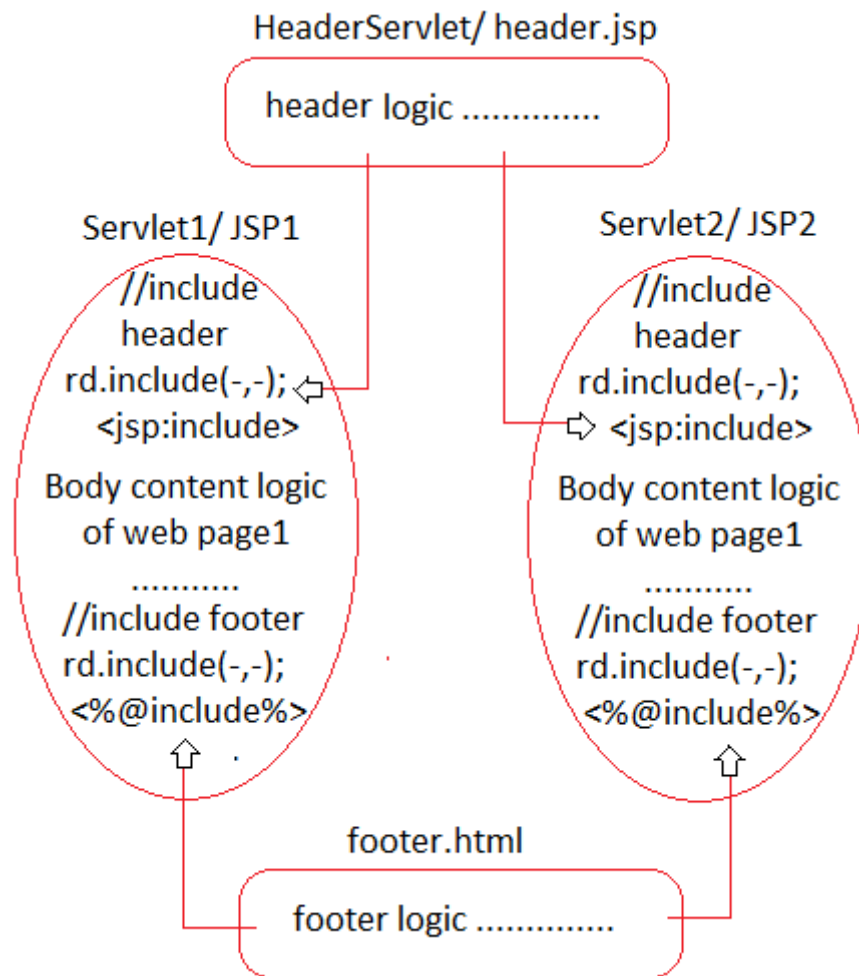 HeaderServlet/ header.jsp
header logic ..............
Servlet1/ JSP1
//include
header
rd.include(-,-);
<jsp:include>
Body content logic
of web page1
...........
//include footer
rd.include(-,-);
<%@include%>
Servlet2/ JSP2
//include
header
rd.include(-,-);
<jsp:include>
Body content logic
of web page1
...........
//include footer
rd.include(-,-);
<%@include%>
footer.html
footer logic ..............